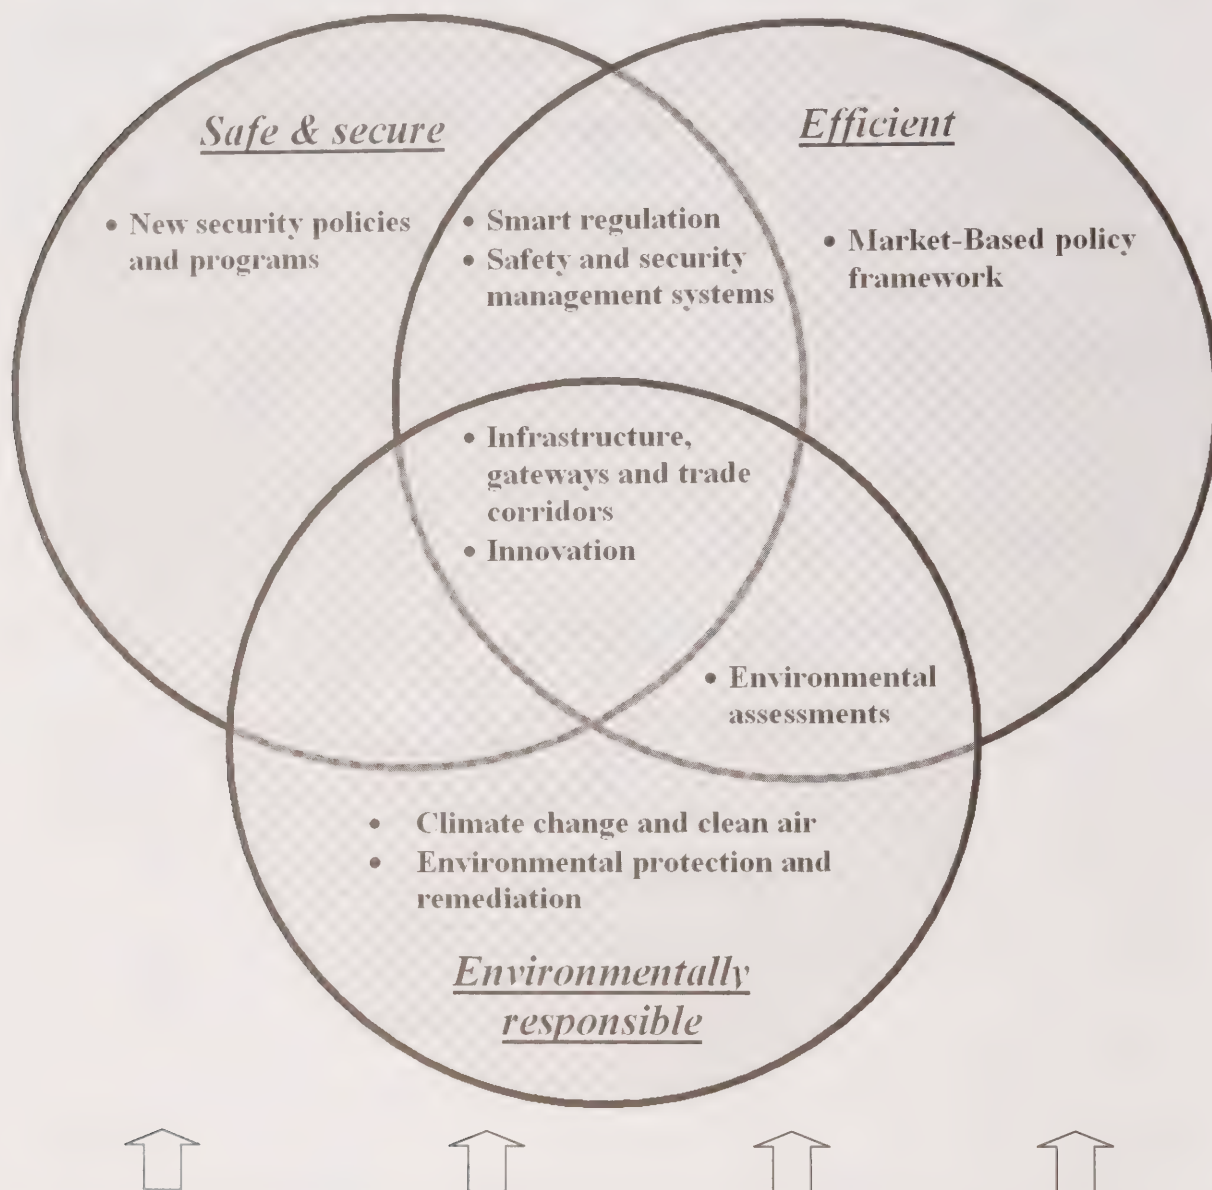 Safe & secure
Efficient
• New security policies
and programs
• Smart regulation
• Safety and security
management systems
• Market-Based policy
framework
• Infrastructure,
gateways and trade
corridors
• Innovation
• Environmental
assessments
• Climate change and clean air
• Environmental protection and
remediation
Environmentally
responsible